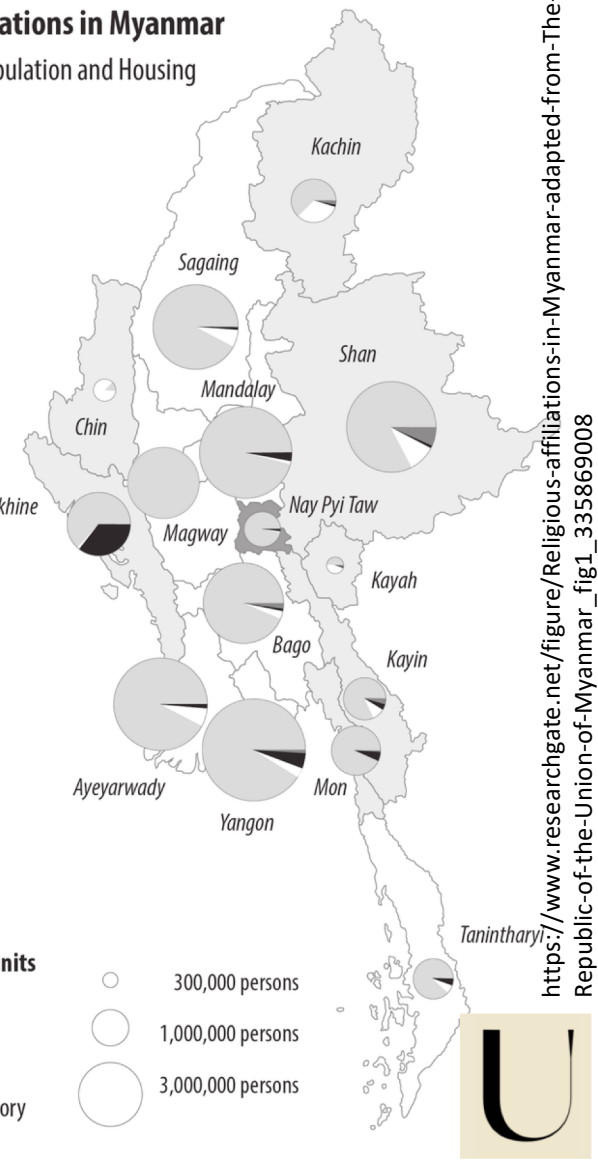 ations in Myanmar
pulation and Housing
Kachin
Sagaing
Shan
Mandalay
Chin
khine
Nay Pyi Taw
Magway
Kayah
Bago
Kayin
Ayeyarwady
Mon
Yangon
Tanintharyi
nits
300,000 persons
1,000,000 persons
3,000,000 persons
ory
https://www.researchgate.net/figure/Religious-affiliations-in-Myanmar-adapted-from-The-
Republic-of-the-Union-of-Myanmar_fig1_335869008
U